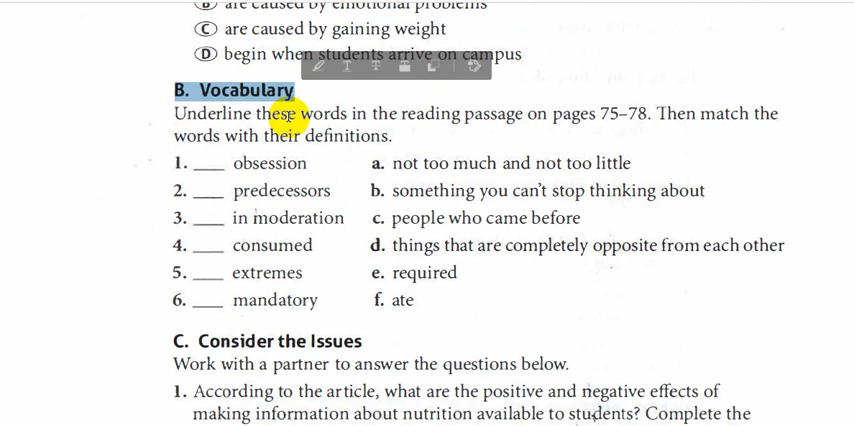 B are caused by emotional problems
C are caused by gaining weight
D begin when students arrive on campus
B. Vocabulary
Underline these words in the reading passage on pages 75–78. Then match the
words with their definitions.
1. ____ obsession a. not too much and not too little
2. ____ predecessors b. something you can't stop thinking about
3. ____ in moderation c. people who came before
4. ____ consumed d. things that are completely opposite from each other
5. ____ extremes e. required
6. ____ mandatory f. ate
C. Consider the Issues
Work with a partner to answer the questions below.
1. According to the article, what are the positive and negative effects of
making information about nutrition available to students? Complete the